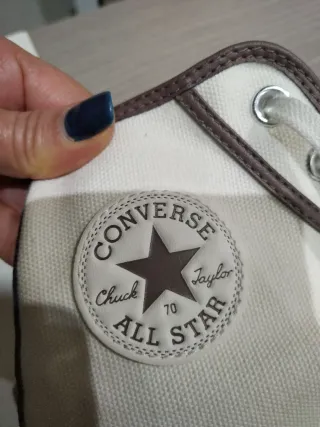 CONVERSE
Chuck Taylor
70
ALL STAR